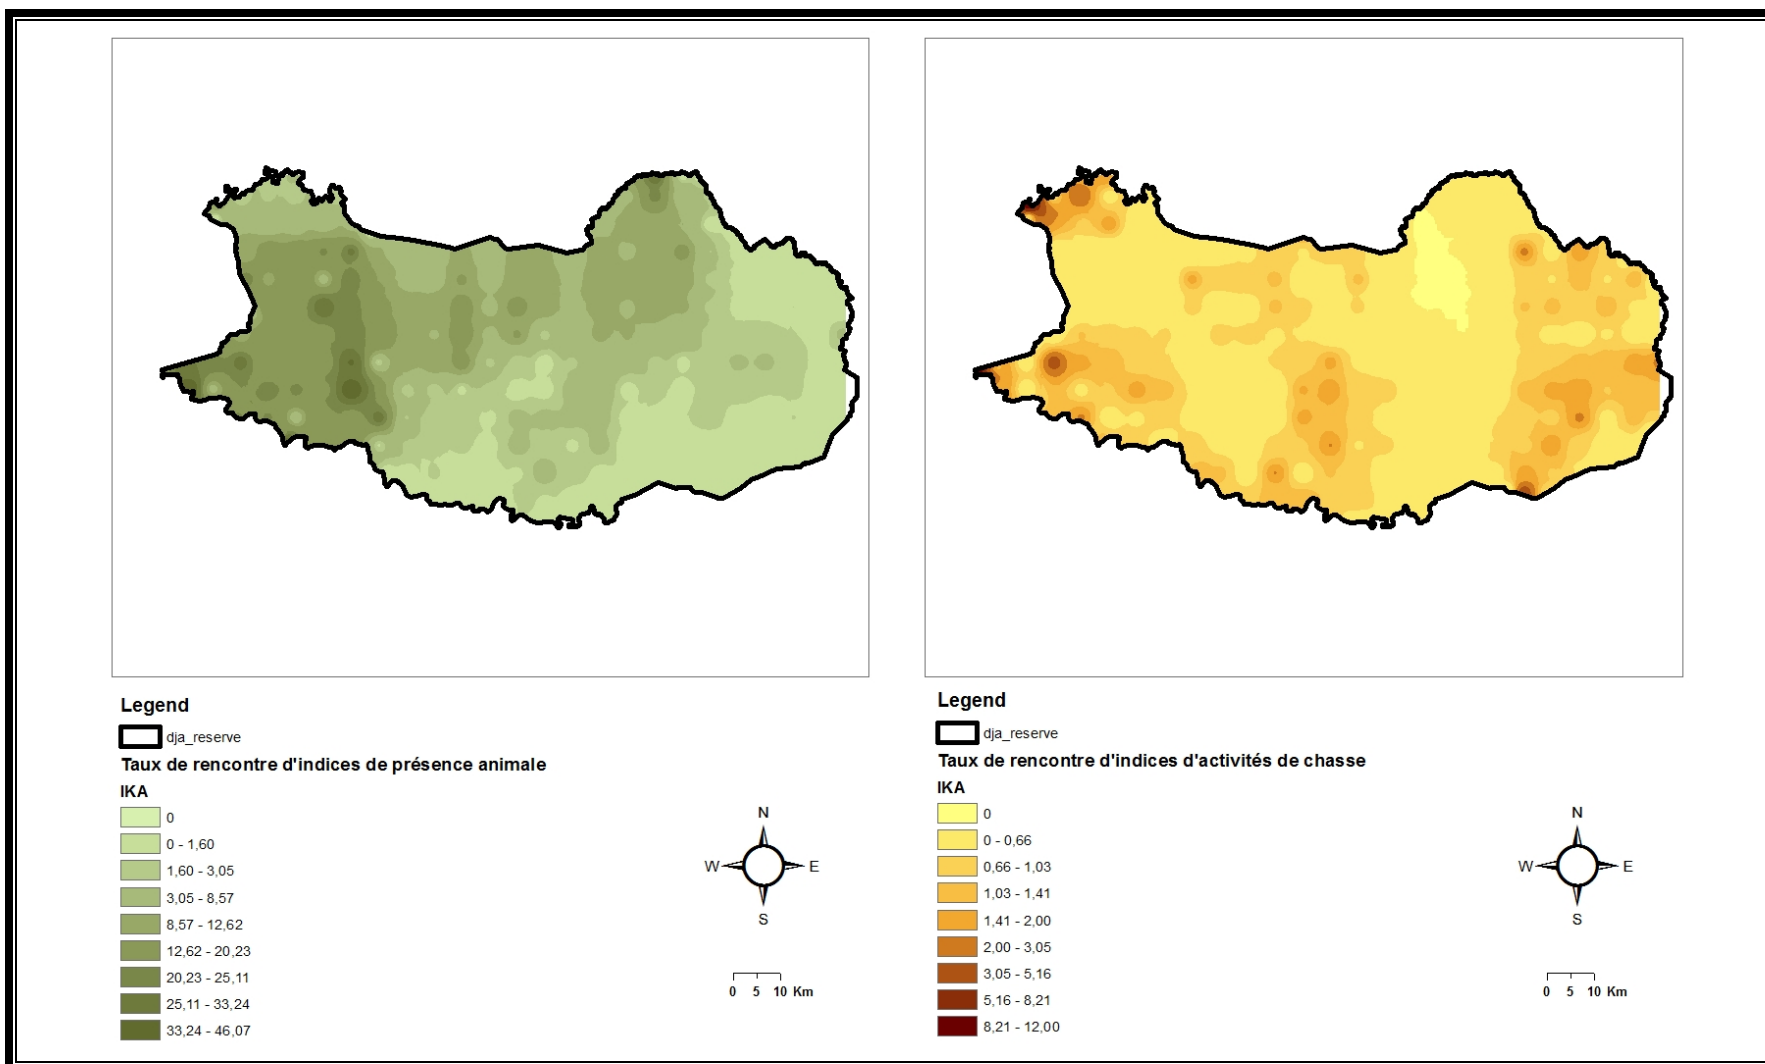 Legend
dja_reserve
Taux de rencontre d'indices de présence animale
IKA
0
0 - 1,60
1,60 - 3,05
3,05 - 8,57
8,57 - 12,62
12,62 - 20,23
20,23 - 25,11
25,11 - 33,24
33,24 - 46,07
N
W E
S
0 5 10 Km
Legend
dja_reserve
Taux de rencontre d'indices d'activités de chasse
IKA
0
0 - 0,66
0,66 - 1,03
1,03 - 1,41
1,41 - 2,00
2,00 - 3,05
3,05 - 5,16
5,16 - 8,21
8,21 - 12,00
N
W E
S
0 5 10 Km